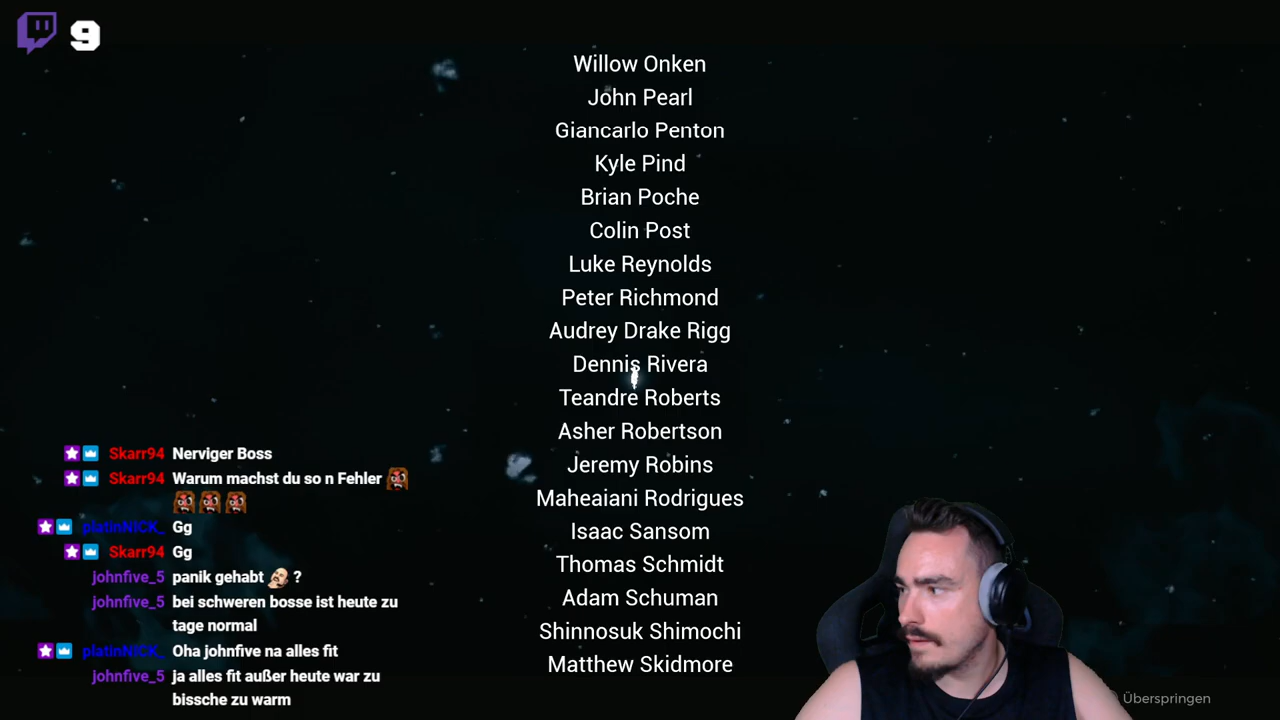 9
Willow Onken
John Pearl
Giancarlo Penton
Kyle Pind
Brian Poche
Colin Post
Luke Reynolds
Peter Richmond
Audrey Drake Rigg
Dennis Rivera
Teandre Roberts
Asher Robertson
Jeremy Robins
Maheaiani Rodrigues
Isaac Sansom
Thomas Schmidt
Adam Schuman
Shinnosuk Shimochi
Matthew Skidmore
Skarr94 Nerviger Boss
Skarr94 Warum machst du so n Fehler
platinNICK_ Gg
Skarr94 Gg
johnfive_5 panik gehabt ?
johnfive_5 bei schweren bosse ist heute zu
tage normal
platinNICK_ Oha johnfive na alles fit
johnfive_5 ja alles fit außer heute war zu
bissche zu warm
Überspringen